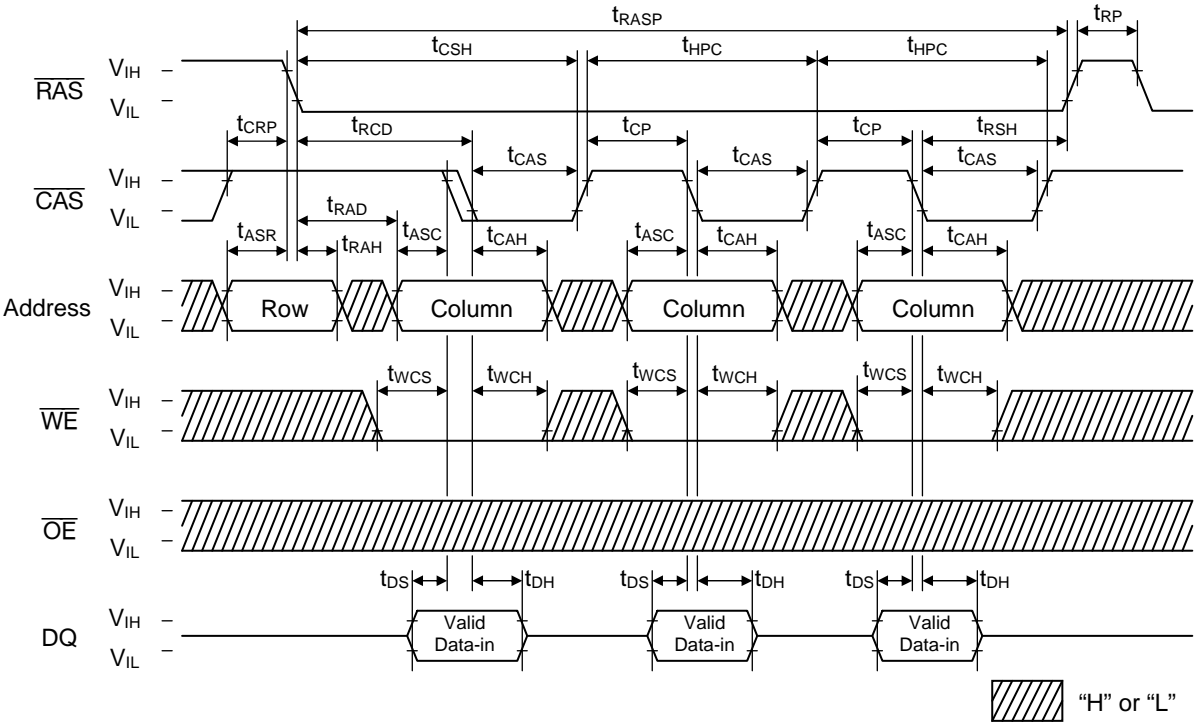 tRASP
tRP
tCSH tHPC tHPC
RAS VIH
VIL
tCRP tRCD tCP tCP tRSH
tCAS tCAS tCAS
CAS VIH
VIL
tRAD
tASR tRAH tASC tCAH tASC tCAH tASC tCAH
Address VIH
VIL
Row Column Column Column
tWCS tWCH tWCS tWCH tWCS tWCH
WE VIH
VIL
OE VIH
VIL
tDS tDH tDS tDH tDS tDH
DQ VIH
VIL
Valid Data-in
Valid Data-in
Valid Data-in
“H” or “L”